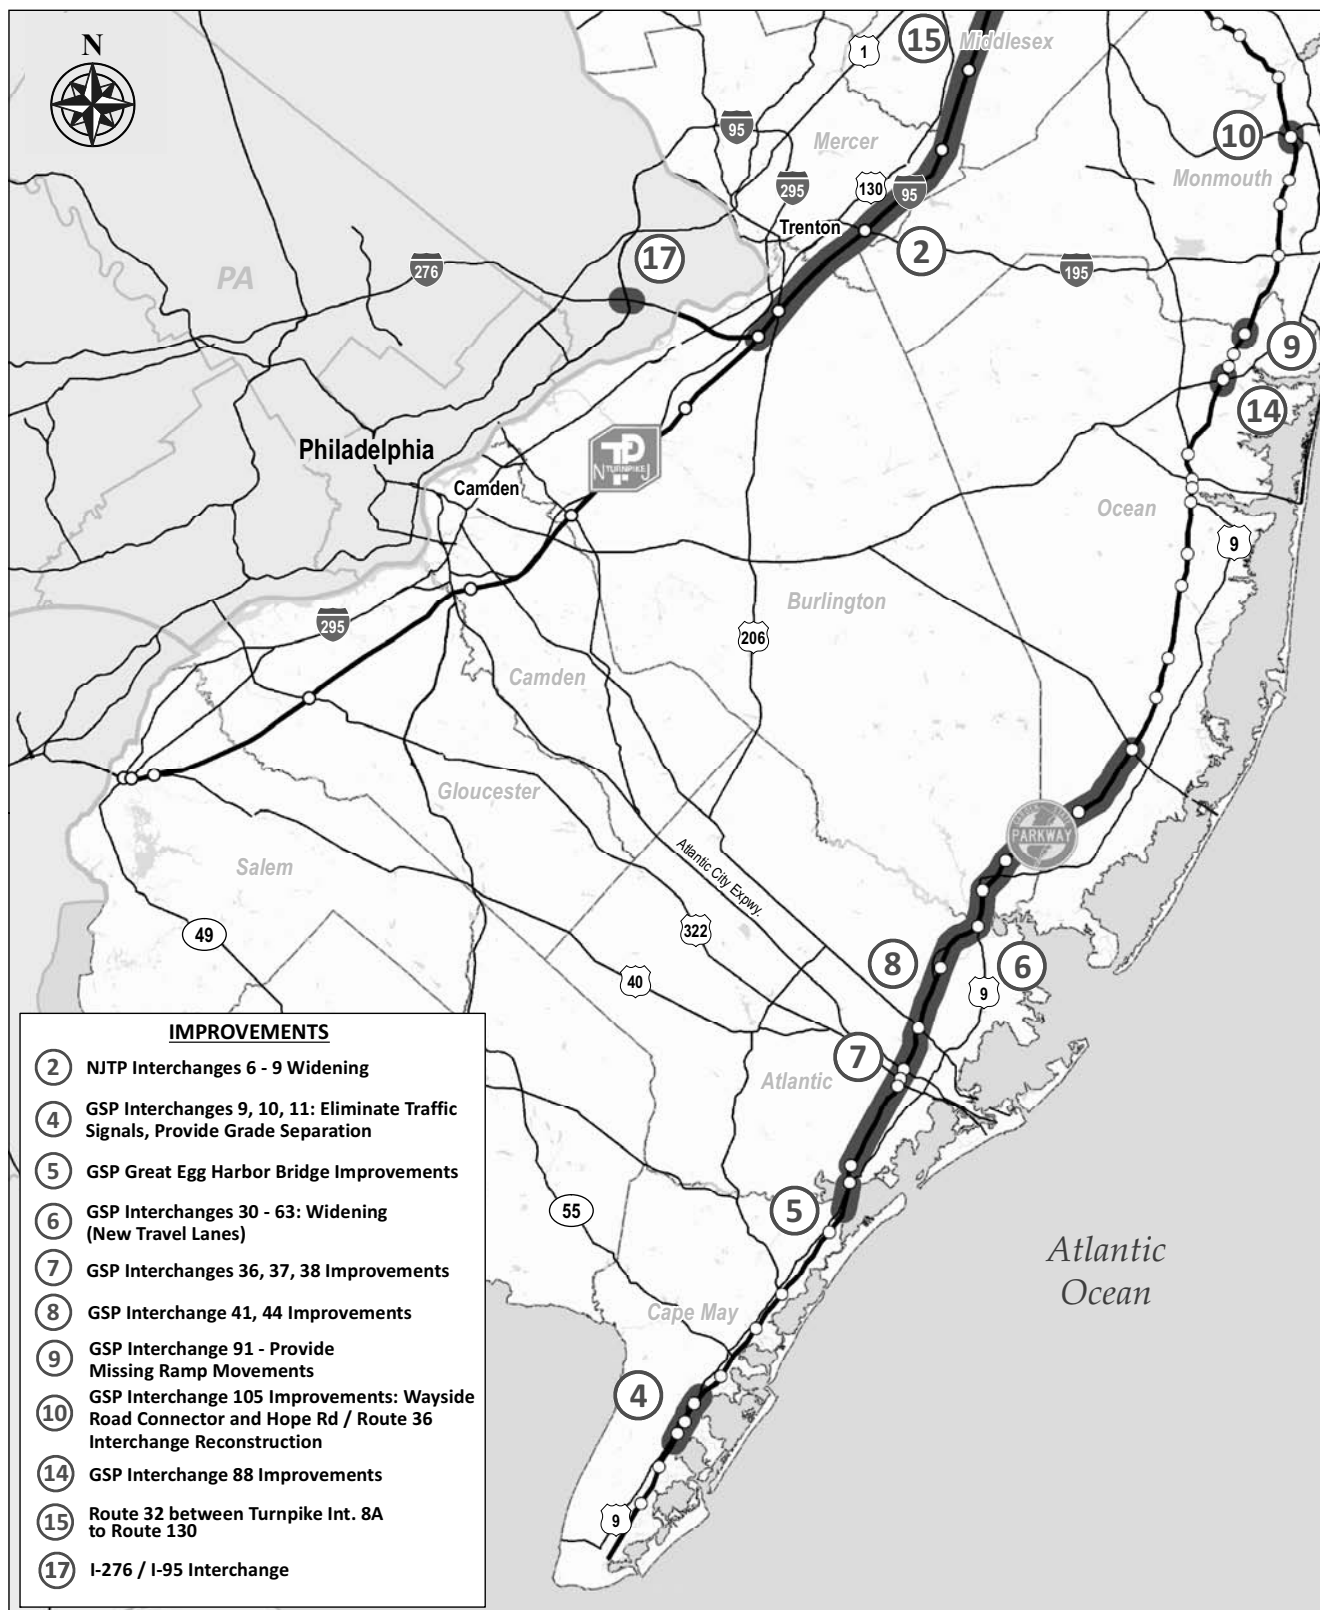 N
1
15
Middlesex
95
Mercer
10
295
130
95
Monmouth
Trenton
17
2
276
PA
195
9
14
Philadelphia
TP
N TURNPIKE J
Camden
Ocean
9
Burlington
295
206
Camden
Gloucester
PARKWAY
Atlantic City Expwy.
Salem
49
322
8
6
40
9
7
Atlantic
5
55
Atlantic
Ocean
Cape May
4
9
IMPROVEMENTS
2 NJTP Interchanges 6 - 9 Widening
4 GSP Interchanges 9, 10, 11: Eliminate Traffic
Signals, Provide Grade Separation
5 GSP Great Egg Harbor Bridge Improvements
6 GSP Interchanges 30 - 63: Widening
(New Travel Lanes)
7 GSP Interchanges 36, 37, 38 Improvements
8 GSP Interchange 41, 44 Improvements
9 GSP Interchange 91 - Provide
Missing Ramp Movements
10 GSP Interchange 105 Improvements: Wayside
Road Connector and Hope Rd / Route 36
Interchange Reconstruction
14 GSP Interchange 88 Improvements
15 Route 32 between Turnpike Int. 8A
to Route 130
17 I-276 / I-95 Interchange